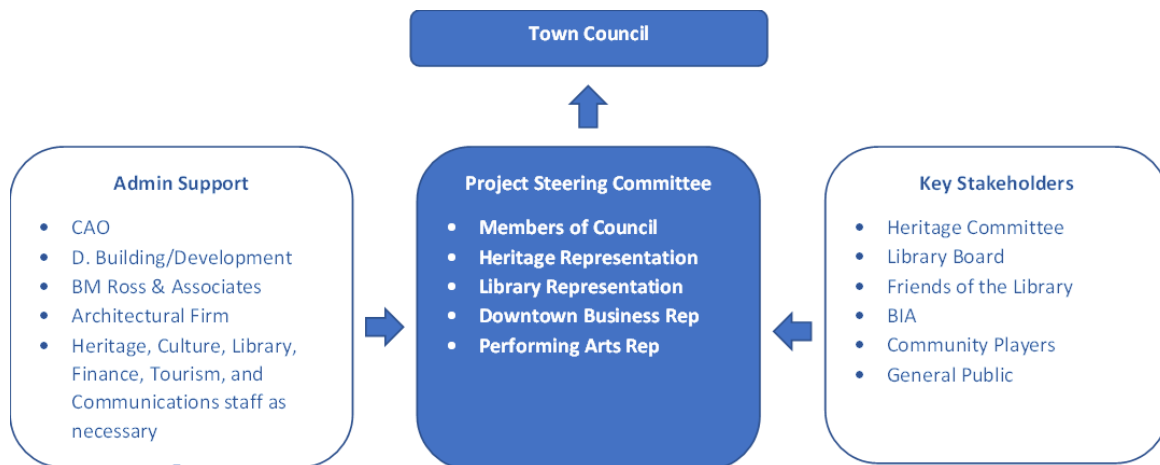 Town Council
Admin Support
• CAO
• D. Building/Development
• BM Ross & Associates
• Architectural Firm
• Heritage, Culture, Library,
Finance, Tourism, and
Communications staff as
necessary
Project Steering Committee
• Members of Council
• Heritage Representation
• Library Representation
• Downtown Business Rep
• Performing Arts Rep
Key Stakeholders
• Heritage Committee
• Library Board
• Friends of the Library
• BIA
• Community Players
• General Public